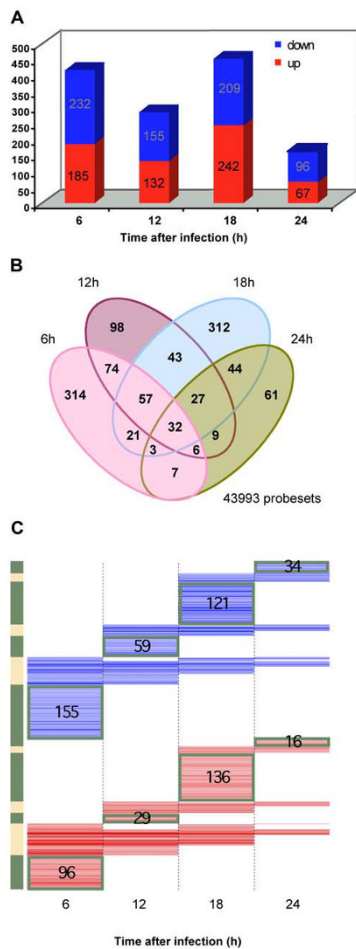 A
500
450
400
350
300
250
200
150
100
50
0
down
up
232
155
209
96
185
132
242
67
6 12 18 24
Time after infection (h)
B
12h 18h
6h 24h
98 312
74 43 44
314 57 27 61
21 32 9
3 6
7
43993 probesets
C
34
121
59
155
16
136
29
96
6 12 18 24
Time after infection (h)